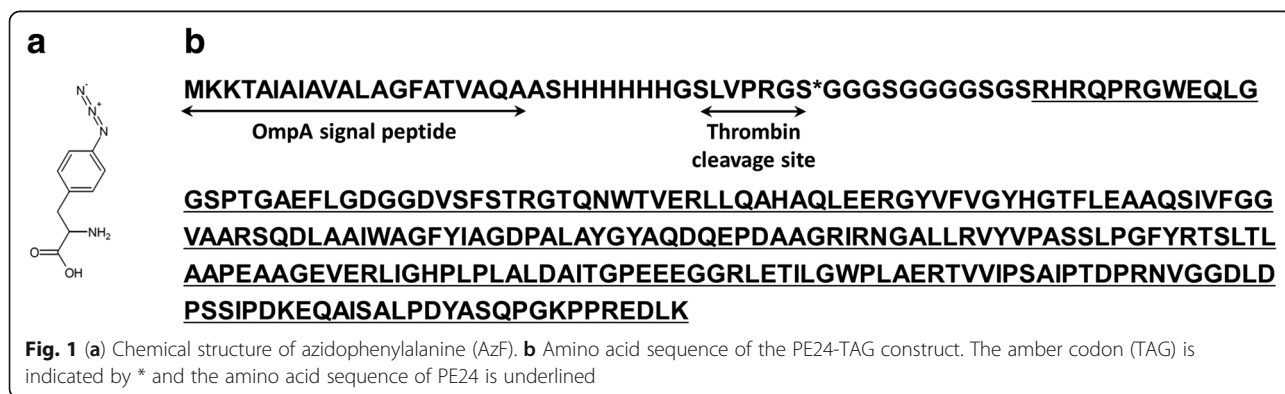 a
b
N⁻
N⁺
N
NH₂
O
OH
MKKTAIAIAVALAGFATVAQAASHHHHHHGSLVPRGS*GGGSGGGGSGSRHRQPRGWEQLG
OmpA signal peptide
Thrombin
cleavage site
GSPTGAEFLGDGGDVSFSTRGTQNWTVERLLQAHAQLEERGYVFVGYHGTFLEAAQSIVFGG
VAARSQDLAAIWAGFYIAGDPALAYGYAQDQEPDAAGRIRNGALLRVYVPASSLPGFYRTSLTL
AAPEAAGEVERLIGHPLPLALDAITGPEEEGGRLETILGWPLAERTVVIPSAIPTDPRNVGGDLD
PSSIPDKEQAISALPDYASQPGKPPREDLK
Fig. 1 (a) Chemical structure of azidophenylalanine (AzF). b Amino acid sequence of the PE24-TAG construct. The amber codon (TAG) is
indicated by * and the amino acid sequence of PE24 is underlined